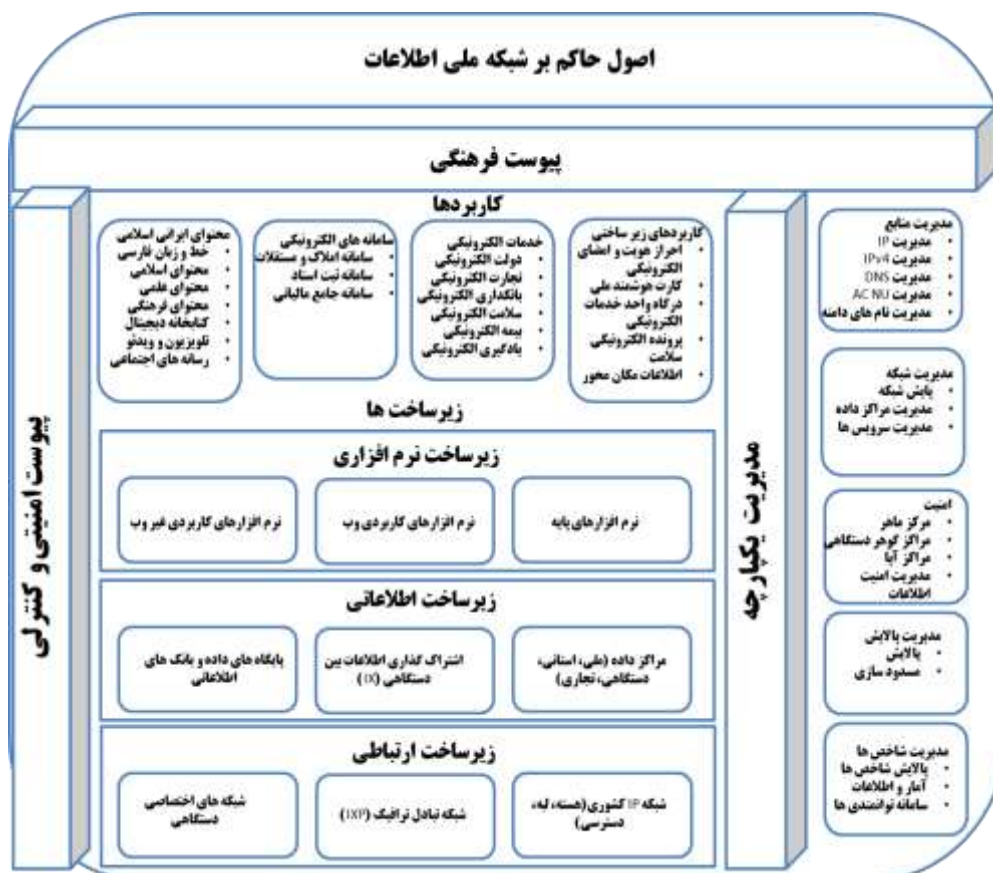 اصول حاکم بر شبکه ملی اطلاعات
پیوست فرهنگی
کاربردها
کاربردهای زیر ساختی
• احراز هویت و امضای
الکترونیکی
• کارت هوشمند ملی
• درگاه واحد خدمات
الکترونیکی
• پرونده الکترونیکی
سلامت
• اطلاعات مکان محور
خدمات الکترونیکی
• دولت الکترونیکی
• تجارت الکترونیکی
• بانکداری الکترونیکی
• سلامت الکترونیکی
• بیمه الکترونیکی
• یادگیری الکترونیکی
سامانه های الکترونیکی
• سامانه املاک و مستغلات
• سامانه ثبت اسناد
• سامانه جامع مالیاتی
محتوای ایرانی اسلامی
• خط و زبان فارسی
• محتوای اسلامی
• محتوای علمی
• محتوای فرهنگی
• کتابخانه دیجیتال
• تلویزیون و ویدئو
• رسانه های اجتماعی
زیرساخت ها
زیرساخت نرم افزاری
نرم افزارهای پایه
نرم افزارهای کاربردی وب
نرم افزارهای کاربردی غیر وب
زیرساخت اطلاعاتی
مراکز داده (ملی، استانی،
دستگاهی، تجاری)
اشتراک گذاری اطلاعات بین
دستگاهی (IX)
پایگاه های داده و بانک های
اطلاعاتی
زیرساخت ارتباطی
شبکه IP کشوری (هسته، لبه،
دسترسی)
شبکه تبادل ترافیک (IXP)
شبکه های اختصاصی
دستگاهی
مدیریت یکپارچه
پیوست امنیتی و کنترلی
مدیریت منابع
• مدیریت IP
• مدیریت IPv4
• مدیریت DNS
• مدیریت AC NU
• مدیریت نام های دامنه
مدیریت شبکه
• پایش شبکه
• مدیریت مراکز داده
• مدیریت سرویس ها
امنیت
• مرکز ماهر
• مراکز گوهر دستگاهی
• مراکز آپا
• مدیریت امنیت
اطلاعات
مدیریت پالایش
• پالایش
• مسدود سازی
مدیریت شاخص ها
• پالایش شاخص ها
• آمار و اطلاعات
• سامانه توانمندی ها